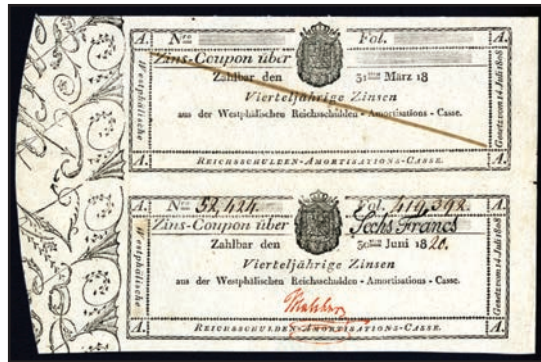 A. Nro Fol. A.
Zins-Coupon über
Zahlbar den 31ten März 18
Vierteljährige Zinsen
aus der Westphälischen Reichsschulden-Amortisations-Casse.
Westphälische
Gesetz vom 14 Juli 1808
A. REICHSSCHULDEN-AMORTISATIONS-CASSE. A.
A. Nro 52,424. Fol. 419,392. A.
Zins-Coupon über Sechs Francs
Zahlbar den 30ten Juni 1820.
Vierteljährige Zinsen
aus der Westphälischen Reichsschulden-Amortisations-Casse.
Westphälische
Gesetz vom 14 Juli 1808
A. REICHSSCHULDEN-AMORTISATIONS-CASSE. A.